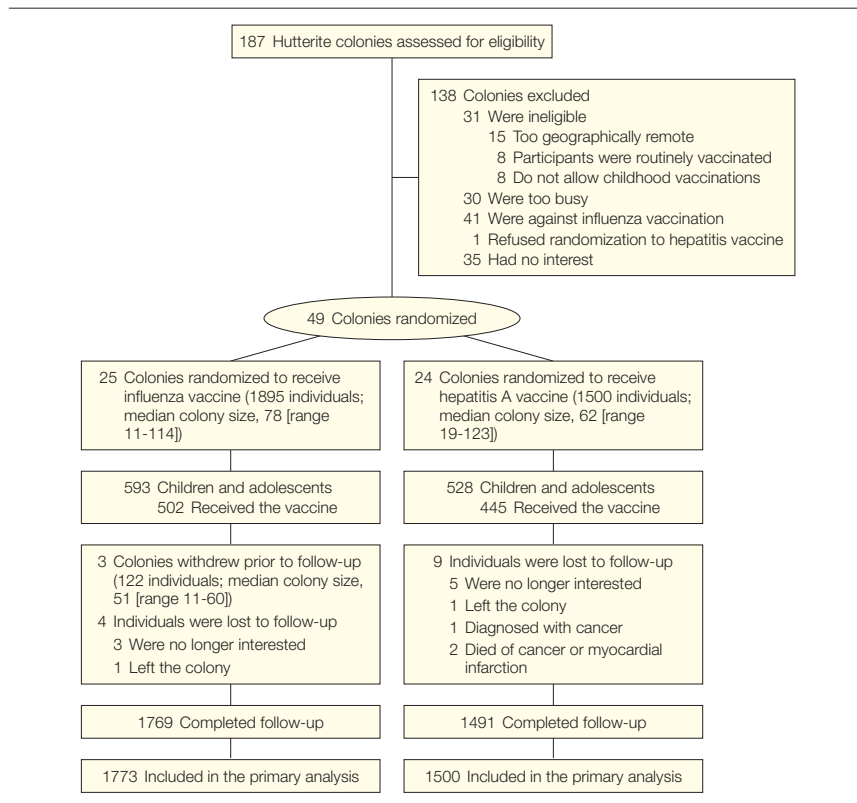 187 Hutterite colonies assessed for eligibility
138 Colonies excluded
31 Were ineligible
15 Too geographically remote
8 Participants were routinely vaccinated
8 Do not allow childhood vaccinations
30 Were too busy
41 Were against influenza vaccination
1 Refused randomization to hepatitis vaccine
35 Had no interest
49 Colonies randomized
25 Colonies randomized to receive
influenza vaccine (1895 individuals;
median colony size, 78 [range
11-114])
24 Colonies randomized to receive
hepatitis A vaccine (1500 individuals;
median colony size, 62 [range
19-123])
593 Children and adolescents
502 Received the vaccine
528 Children and adolescents
445 Received the vaccine
3 Colonies withdrew prior to follow-up
(122 individuals; median colony size,
51 [range 11-60])
4 Individuals were lost to follow-up
3 Were no longer interested
1 Left the colony
9 Individuals were lost to follow-up
5 Were no longer interested
1 Left the colony
1 Diagnosed with cancer
2 Died of cancer or myocardial
infarction
1769 Completed follow-up
1491 Completed follow-up
1773 Included in the primary analysis
1500 Included in the primary analysis